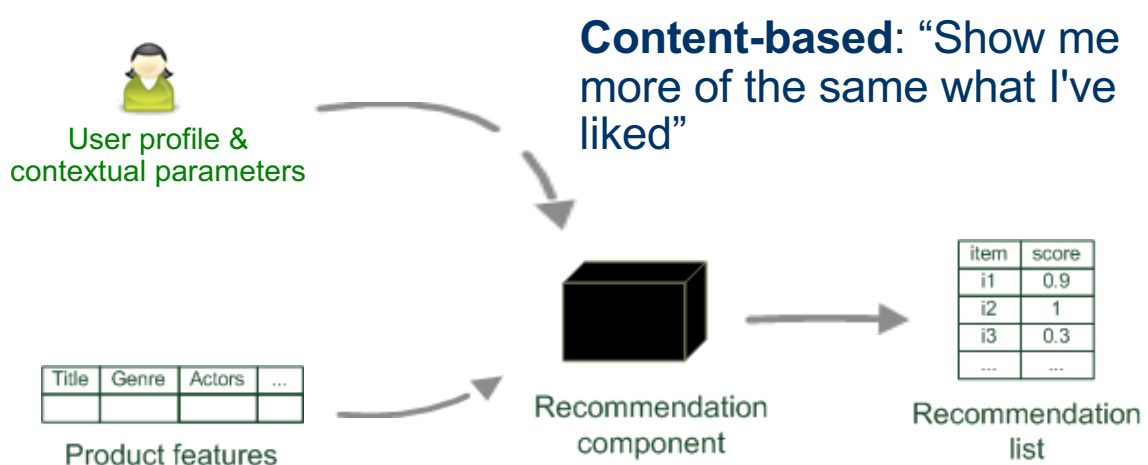 Content-based: “Show me
more of the same what I've
liked”
User profile &
contextual parameters
item score
i1 0.9
i2 1
i3 0.3
... ...
Title Genre Actors ...
Product features
Recommendation
component
Recommendation
list